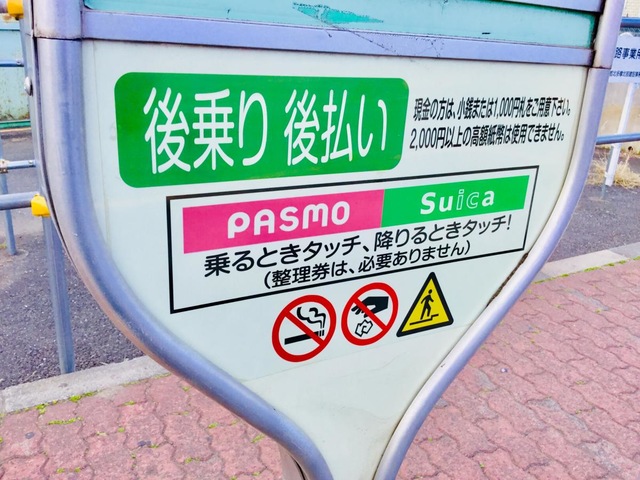 後乗り 後払い
現金の方は、小銭または1,000円札をご用意下さい。
2,000円以上の高額紙幣は使用できません。
PASMO Suica
乗るときタッチ、降りるときタッチ!
(整理券は、必要ありません)
路事業所